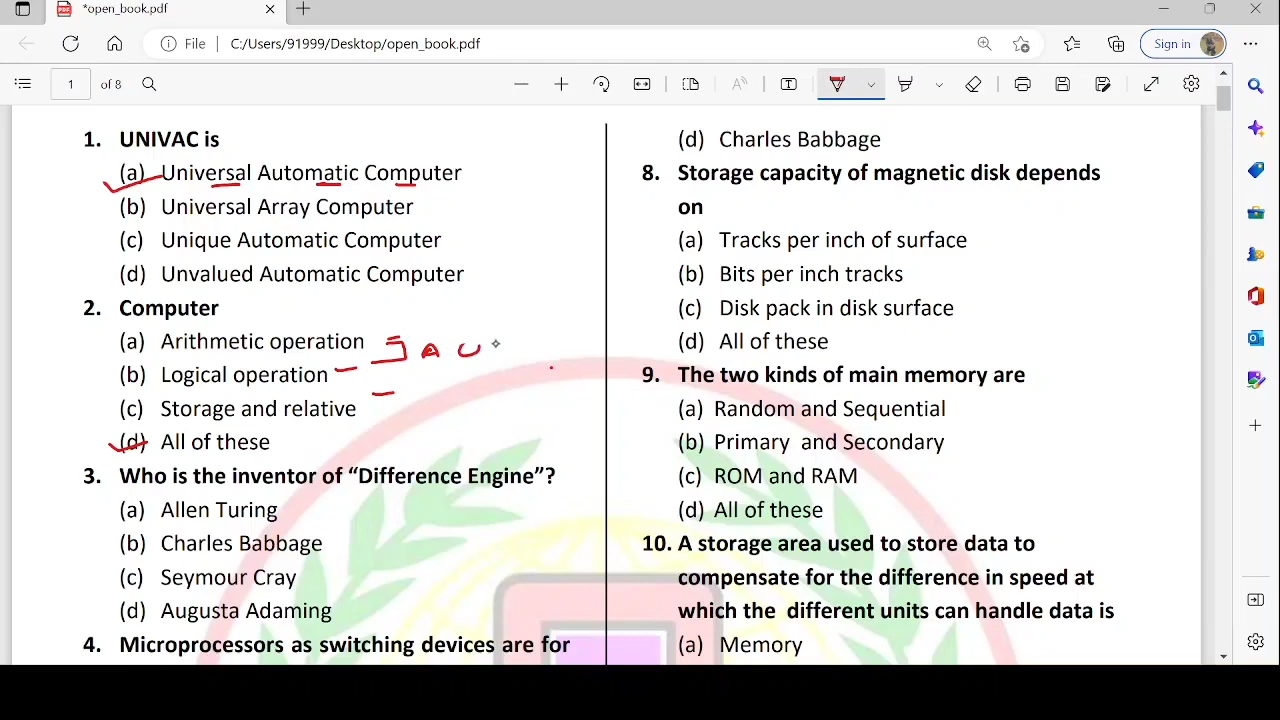 *open_book.pdf
File
C:/Users/91999/Desktop/open_book.pdf
Sign in
1
of 8
1. UNIVAC is
(a) Universal Automatic Computer
(b) Universal Array Computer
(c) Unique Automatic Computer
(d) Unvalued Automatic Computer
2. Computer
(a) Arithmetic operation
(b) Logical operation
(c) Storage and relative
(d) All of these
3. Who is the inventor of “Difference Engine”?
(a) Allen Turing
(b) Charles Babbage
(c) Seymour Cray
(d) Augusta Adaming
4. Microprocessors as switching devices are for
(d) Charles Babbage
8. Storage capacity of magnetic disk depends
on
(a) Tracks per inch of surface
(b) Bits per inch tracks
(c) Disk pack in disk surface
(d) All of these
9. The two kinds of main memory are
(a) Random and Sequential
(b) Primary and Secondary
(c) ROM and RAM
(d) All of these
10. A storage area used to store data to
compensate for the difference in speed at
which the different units can handle data is
(a) Memory